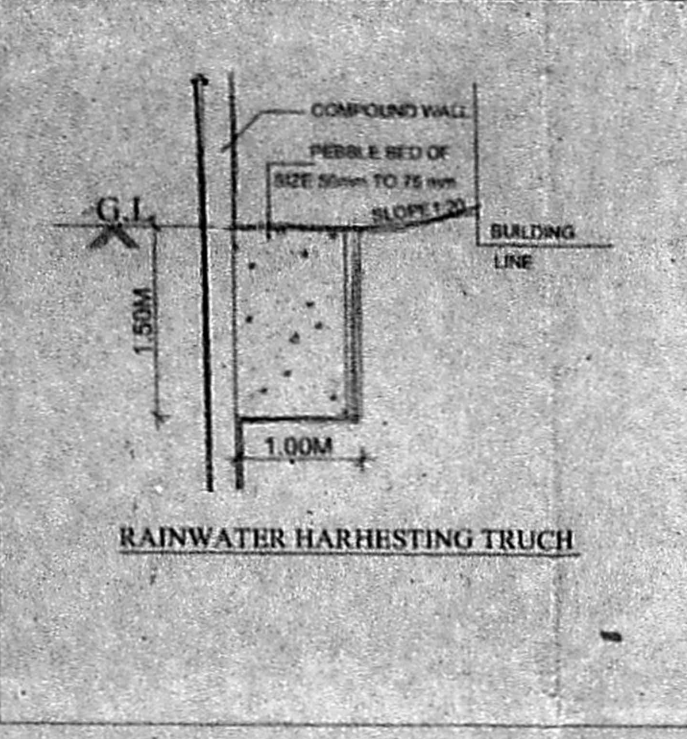 COMPOUND WALL
PEBBLE BED OF
SIZE 50mm TO 75 mm
G.L.
SLOPE 1:20
BUILDING
LINE
1.50M
1.00M
RAINWATER HARHESTING TRUCH